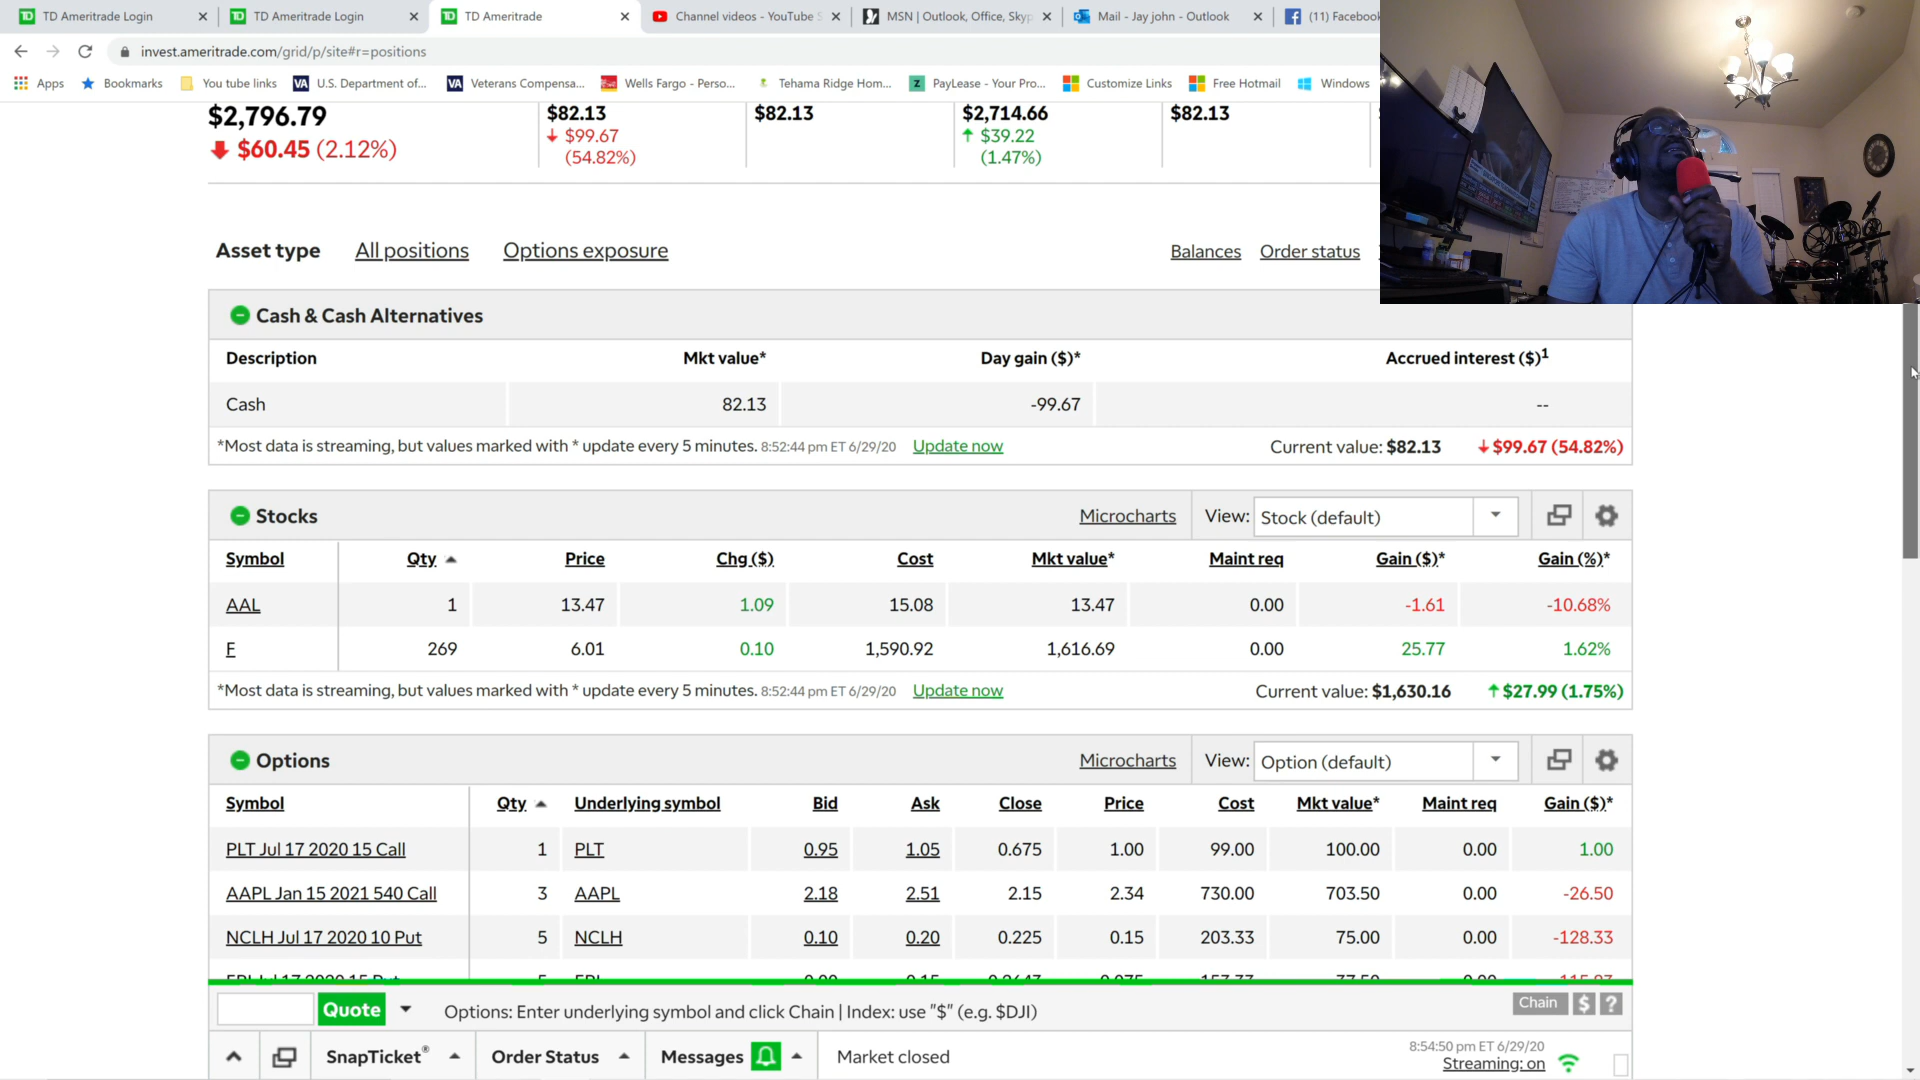 TD Ameritrade Login
TD Ameritrade Login
TD Ameritrade
Channel videos - YouTube S
MSN | Outlook, Office, Skyp
Mail - Jay john - Outlook
(11) Facebook
invest.ameritrade.com/grid/p/site#r=positions
Apps Bookmarks You tube links VA U.S. Department of... VA Veterans Compensa... Wells Fargo - Perso... Tehama Ridge Hom... Z PayLease - Your Pro... Customize Links Free Hotmail Windows
$2,796.79 $82.13 $82.13 $2,714.66 $82.13
$60.45 (2.12%) $99.67 $39.22
(54.82%) (1.47%)
Asset type All positions Options exposure Balances Order status
Cash & Cash Alternatives
Description Mkt value* Day gain ($)* Accrued interest ($)1
Cash 82.13 -99.67 --
*Most data is streaming, but values marked with * update every 5 minutes. 8:52:44 pm ET 6/29/20 Update now Current value: $82.13 $99.67 (54.82%)
Stocks Microcharts View: Stock (default)
Symbol Qty Price Chg ($) Cost Mkt value* Maint req Gain ($)* Gain (%)*
AAL 1 13.47 1.09 15.08 13.47 0.00 -1.61 -10.68%
F 269 6.01 0.10 1,590.92 1,616.69 0.00 25.77 1.62%
*Most data is streaming, but values marked with * update every 5 minutes. 8:52:44 pm ET 6/29/20 Update now Current value: $1,630.16 $27.99 (1.75%)
Options Microcharts View: Option (default)
Symbol Qty Underlying symbol Bid Ask Close Price Cost Mkt value* Maint req Gain ($)*
PLT Jul 17 2020 15 Call 1 PLT 0.95 1.05 0.675 1.00 99.00 100.00 0.00 1.00
AAPL Jan 15 2021 540 Call 3 AAPL 2.18 2.51 2.15 2.34 730.00 703.50 0.00 -26.50
NCLH Jul 17 2020 10 Put 5 NCLH 0.10 0.20 0.225 0.15 203.33 75.00 0.00 -128.33
Quote Options: Enter underlying symbol and click Chain | Index: use "$" (e.g. $DJI) Chain $ ?
SnapTicket® Order Status Messages Market closed 8:54:50 pm ET 6/29/20
Streaming: on